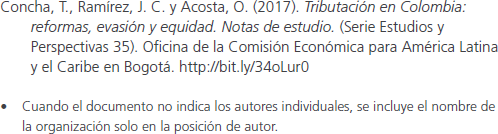 Concha, T., Ramírez, J. C. y Acosta, O. (2017). Tributación en Colombia:
reformas, evasión y equidad. Notas de estudio. (Serie Estudios y
Perspectivas 35). Oficina de la Comisión Económica para América Latina
y el Caribe en Bogotá. http://bit.ly/34oLur0
• Cuando el documento no indica los autores individuales, se incluye el nombre de
la organización solo en la posición de autor.